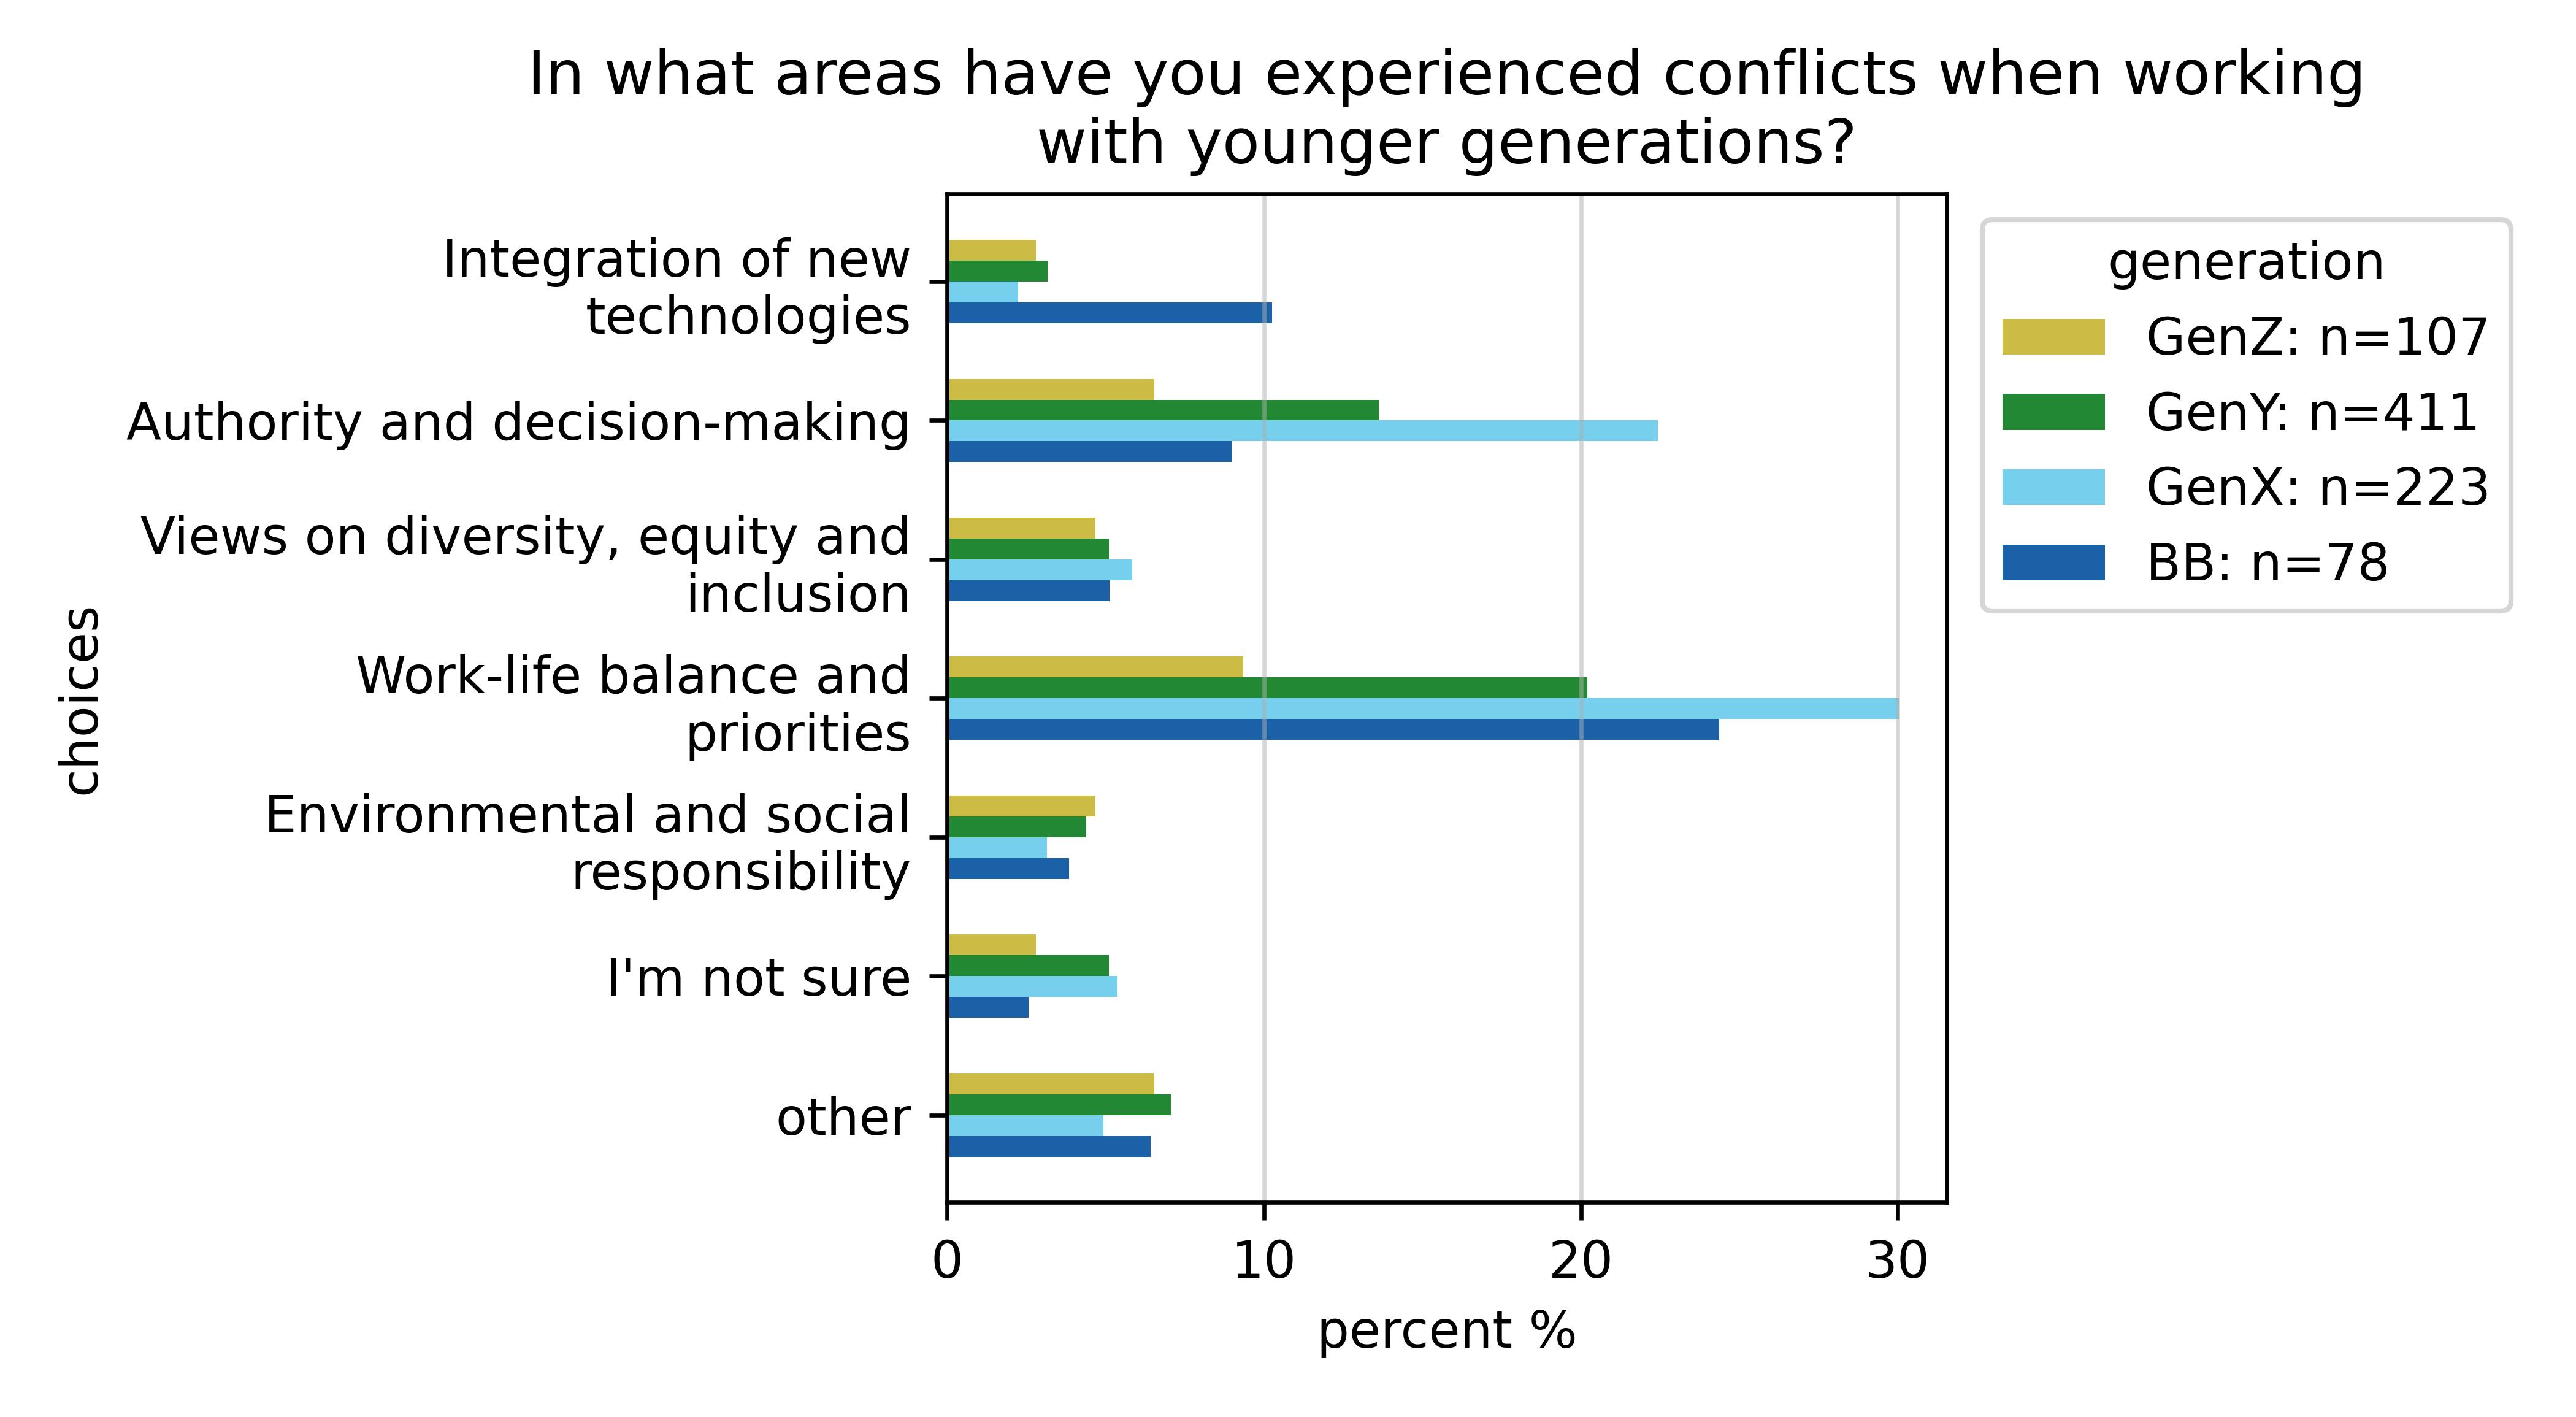 In what areas have you experienced conflicts when working
with younger generations?
choices
Integration of new
technologies
Authority and decision-making
Views on diversity, equity and
inclusion
Work-life balance and
priorities
Environmental and social
responsibility
I'm not sure
other
0 10 20 30
percent %
generation
GenZ: n=107
GenY: n=411
GenX: n=223
BB: n=78